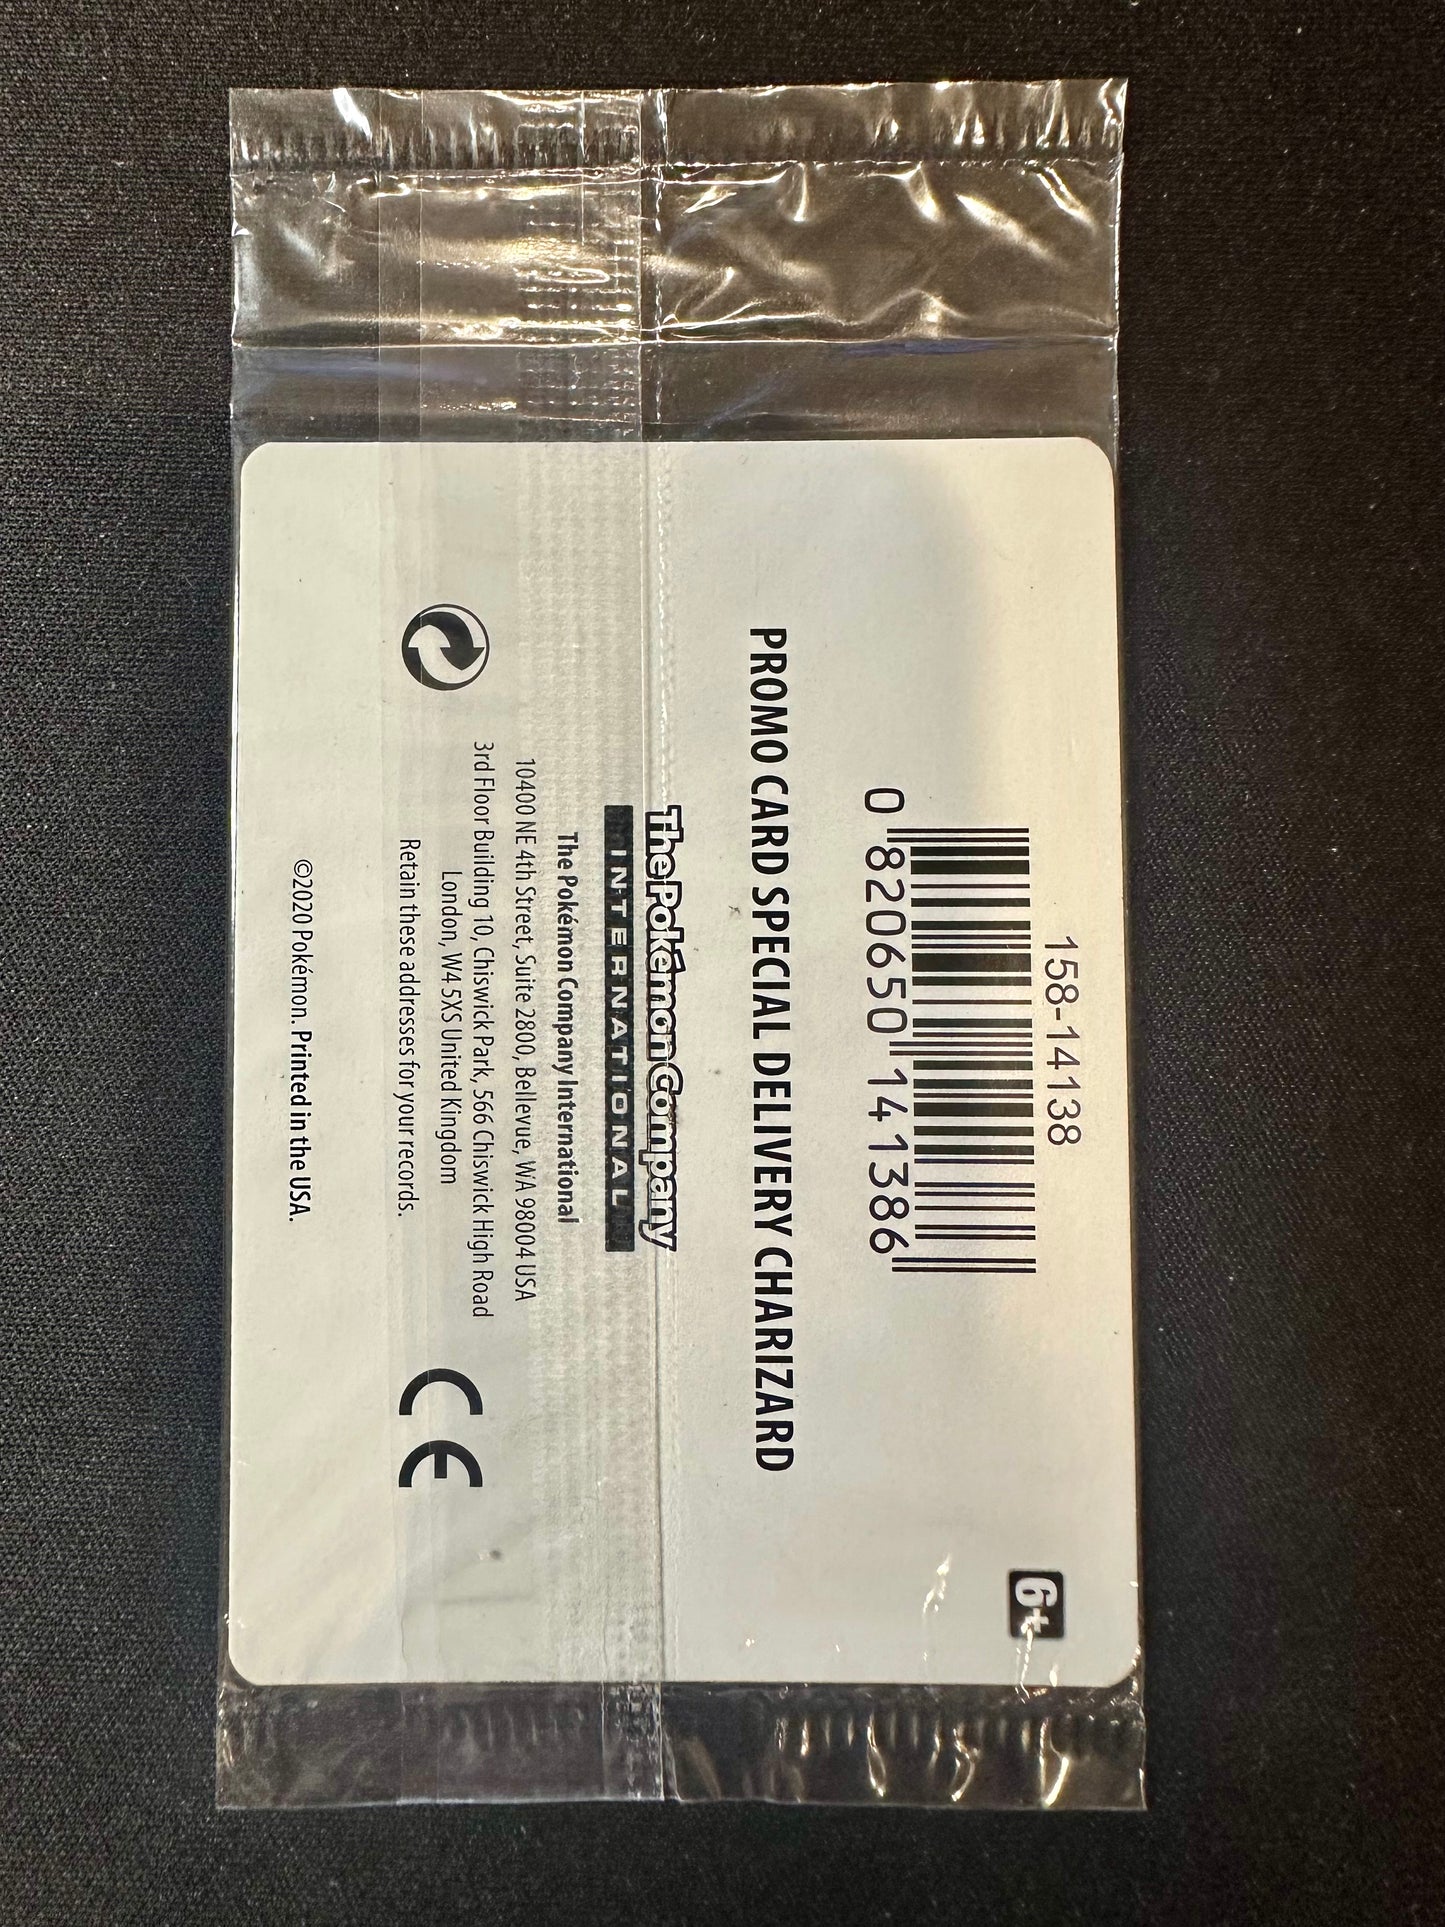 158-14138
0 820650 141386
6+
PROMO CARD SPECIAL DELIVERY CHARIZARD
The Pokémon Company
INTERNATIONAL
The Pokémon Company International
10400 NE 4th Street, Suite 2800, Bellevue, WA 98004 USA
3rd Floor Building 10, Chiswick Park, 566 Chiswick High Road
London, W4 5XS United Kingdom
Retain these addresses for your records.
CE
©2020 Pokémon. Printed in the USA.